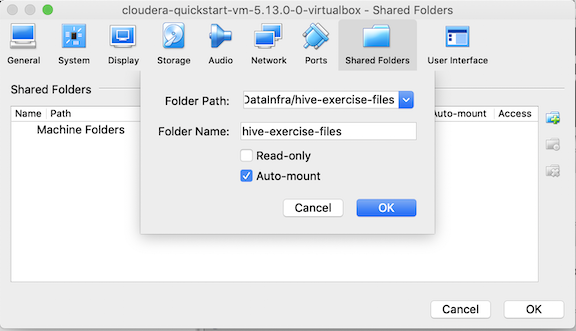 cloudera-quickstart-vm-5.13.0-0-virtualbox - Shared Folders
General System Display Storage Audio Network Ports Shared Folders User Interface
Shared Folders
Name Path Auto-mount Access
Machine Folders
Folder Path: DataInfra/hive-exercise-files
Folder Name: hive-exercise-files
Read-only
Auto-mount
Cancel OK
Cancel OK